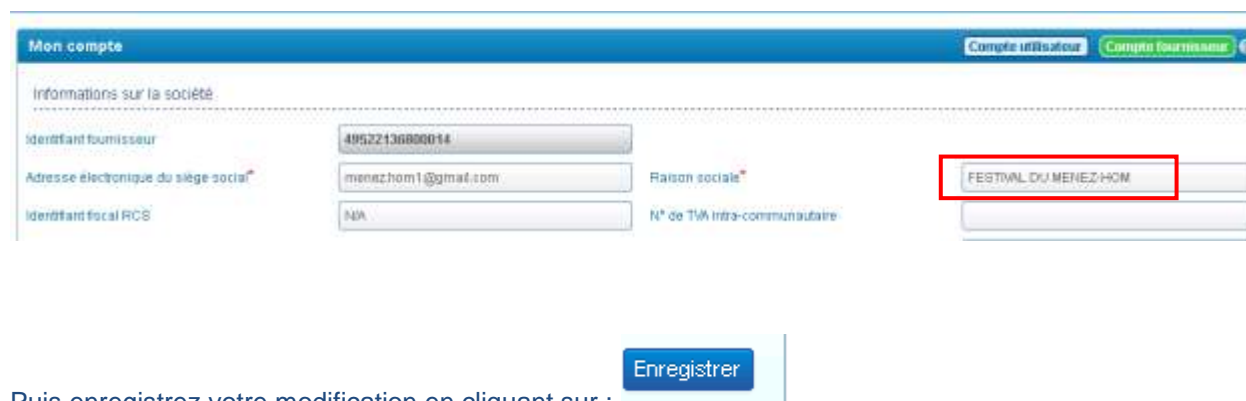 Mon compte Compte utilisateur Compte fournisseur
Informations sur la société
Identifiant fournisseur 49522136800014
Adresse électronique du siège social* menez.hom1@gmail.com Raison sociale* FESTIVAL DU MENEZ-HOM
Identifiant fiscal RCS N/A N° de TVA intra-communautaire
Enregistrer
Puis enregistrez votre modification en cliquant sur :